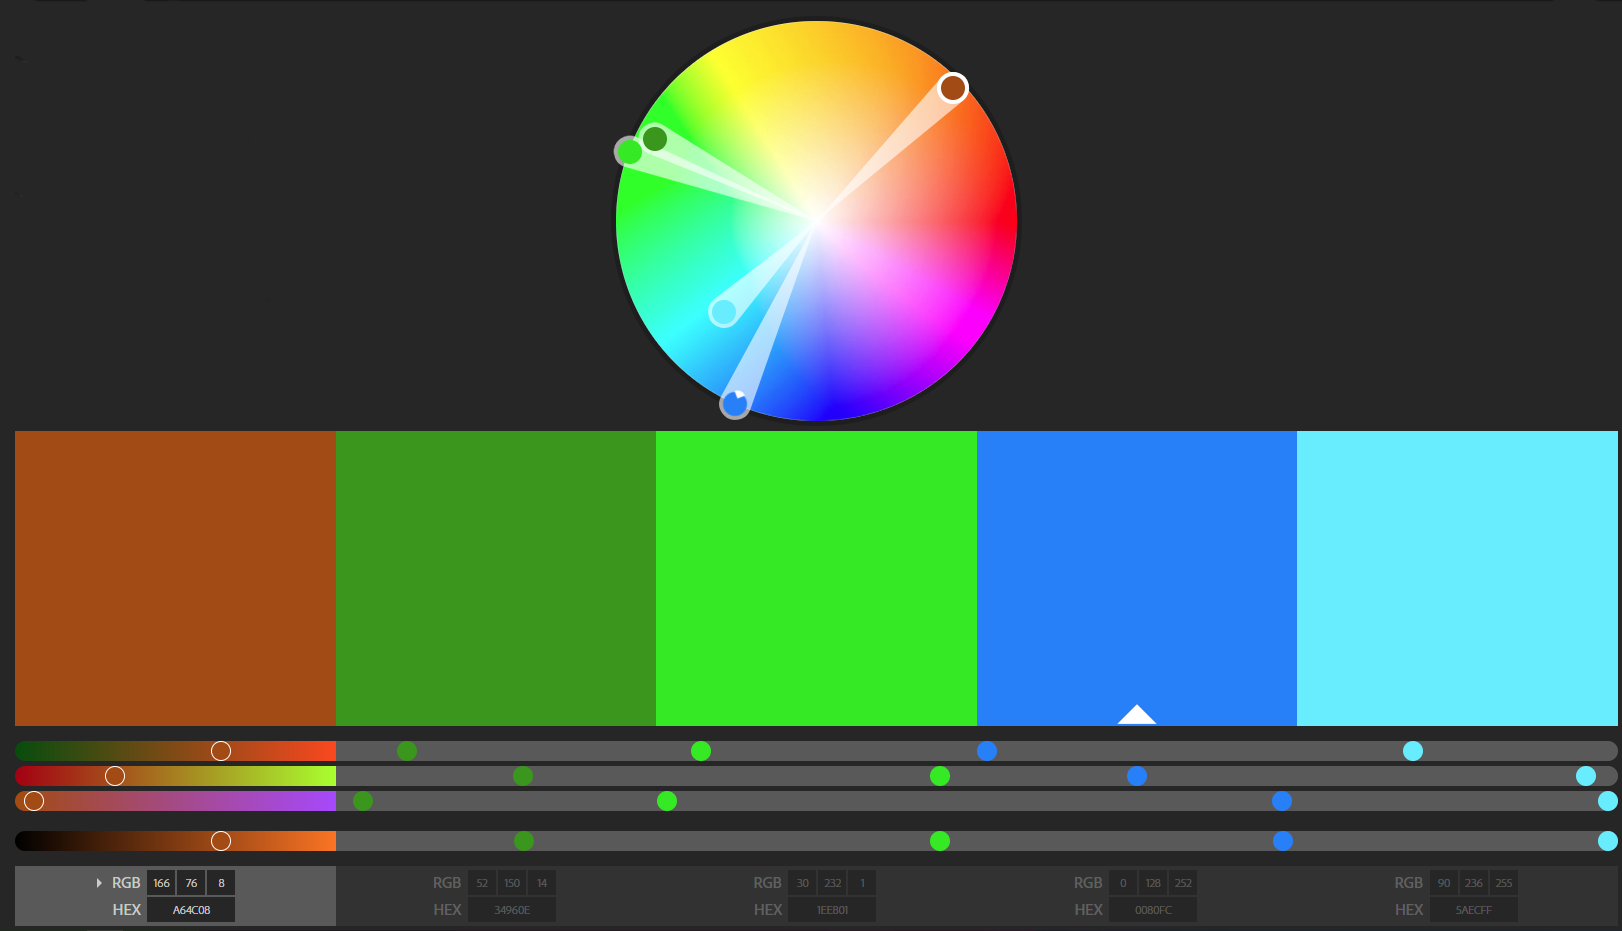 RGB 166 76 8
HEX A64C08
RGB 52 150 14
HEX 34960E
RGB 30 232 1
HEX 1EE801
RGB 0 128 252
HEX 0080FC
RGB 90 236 255
HEX 5AECFF